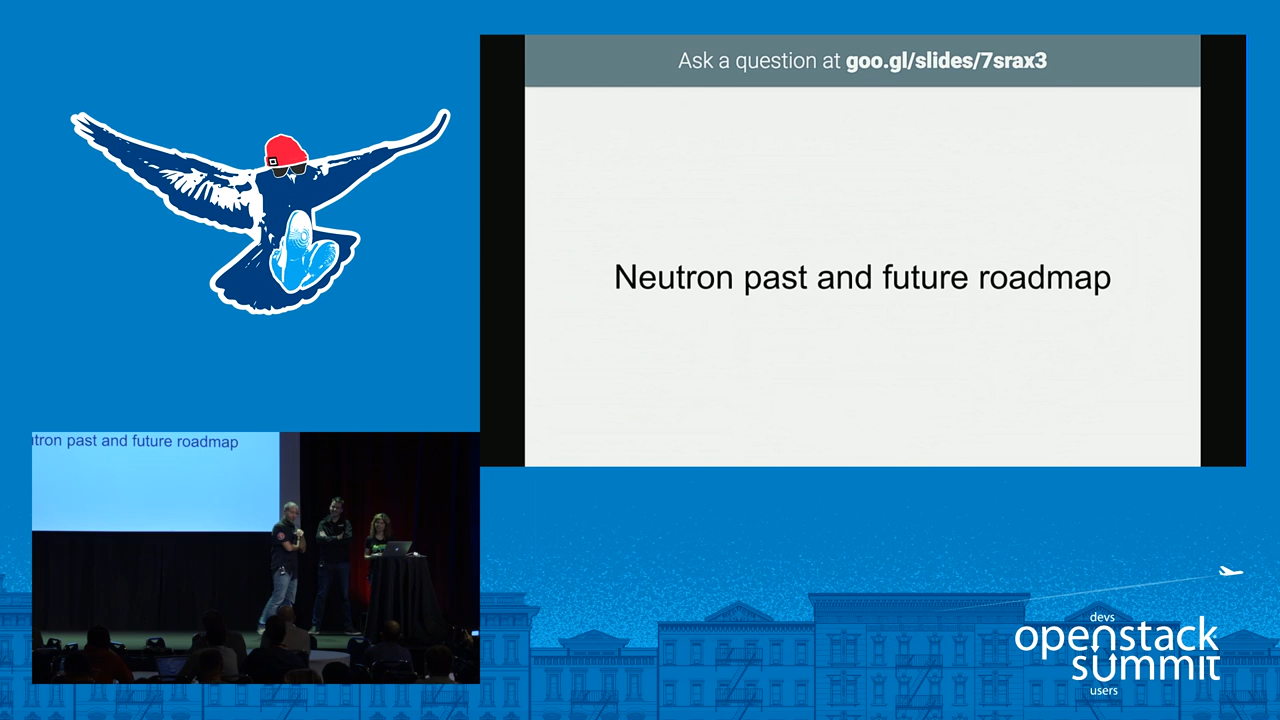 Ask a question at goo.gl/slides/7srax3
Neutron past and future roadmap
utron past and future roadmap
devs
openstack
summit
users